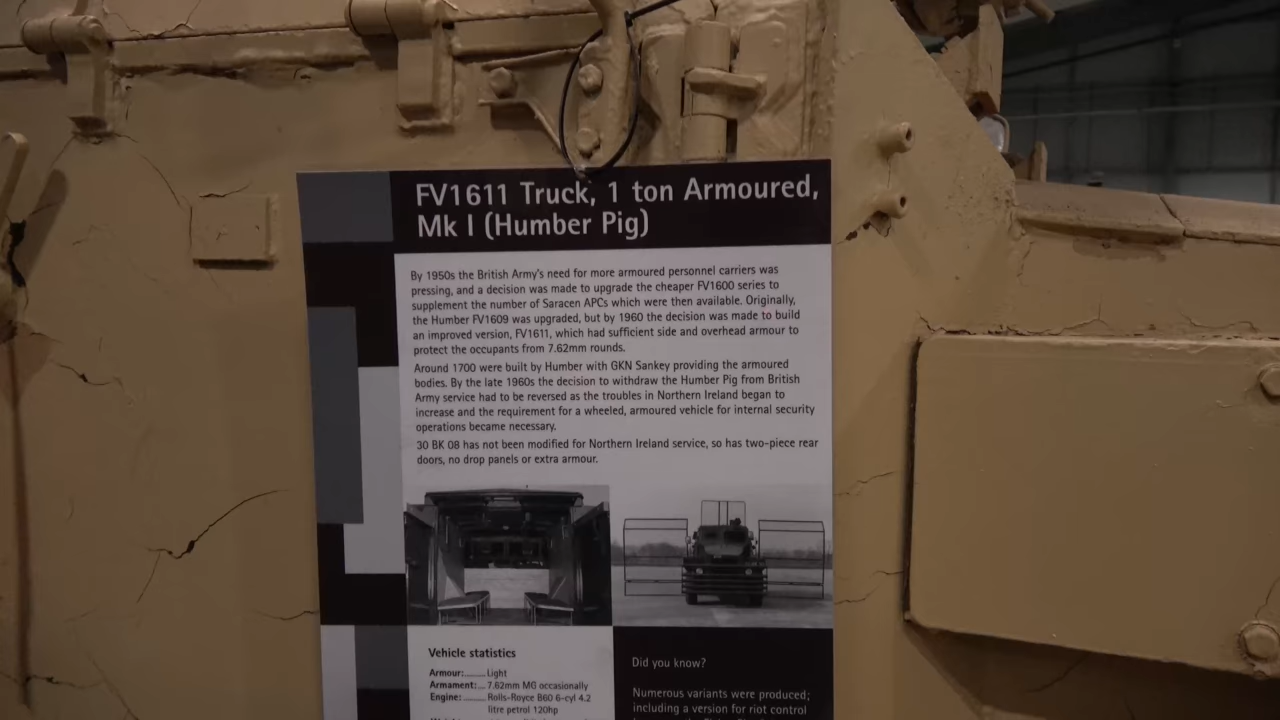 FV1611 Truck, 1 ton Armoured,
Mk I (Humber Pig)
By 1950s the British Army's need for more armoured personnel carriers was
pressing, and a decision was made to upgrade the cheaper FV1600 series to
supplement the number of Saracen APCs which were then available. Originally,
the Humber FV1609 was upgraded, but by 1960 the decision was made to build
an improved version, FV1611, which had sufficient side and overhead armour to
protect the occupants from 7.62mm rounds.
Around 1700 were built by Humber with GKN Sankey providing the armoured
bodies. By the late 1960s the decision to withdraw the Humber Pig from British
Army service had to be reversed as the troubles in Northern Ireland began to
increase and the requirement for a wheeled, armoured vehicle for internal security
operations became necessary.
30 BK 08 has not been modified for Northern Ireland service, so has two-piece rear
doors, no drop panels or extra armour.
Vehicle statistics
Armour:........Light
Armament:...7.62mm MG occasionally
Engine:........Rolls-Royce B60 6-cyl 4.2
litre petrol 120hp
Did you know?
Numerous variants were produced;
including a version for riot control